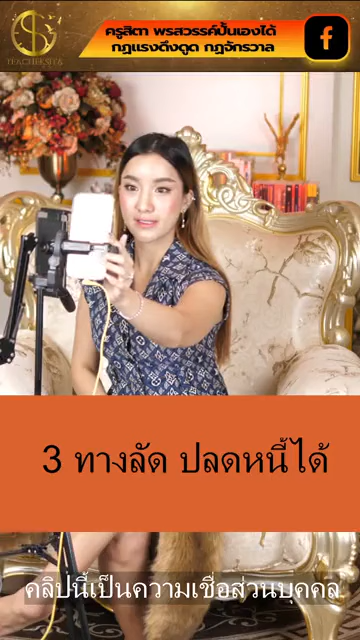 ครูสิตา พรสวรรค์ปั้นเองได้
กฎแรงดึงดูด กฎจักรวาล
f
TEACHERSITA
3 ทางลัด ปลดหนี้ได้
คลิปนี้เป็นความเชื่อส่วนบุคคล